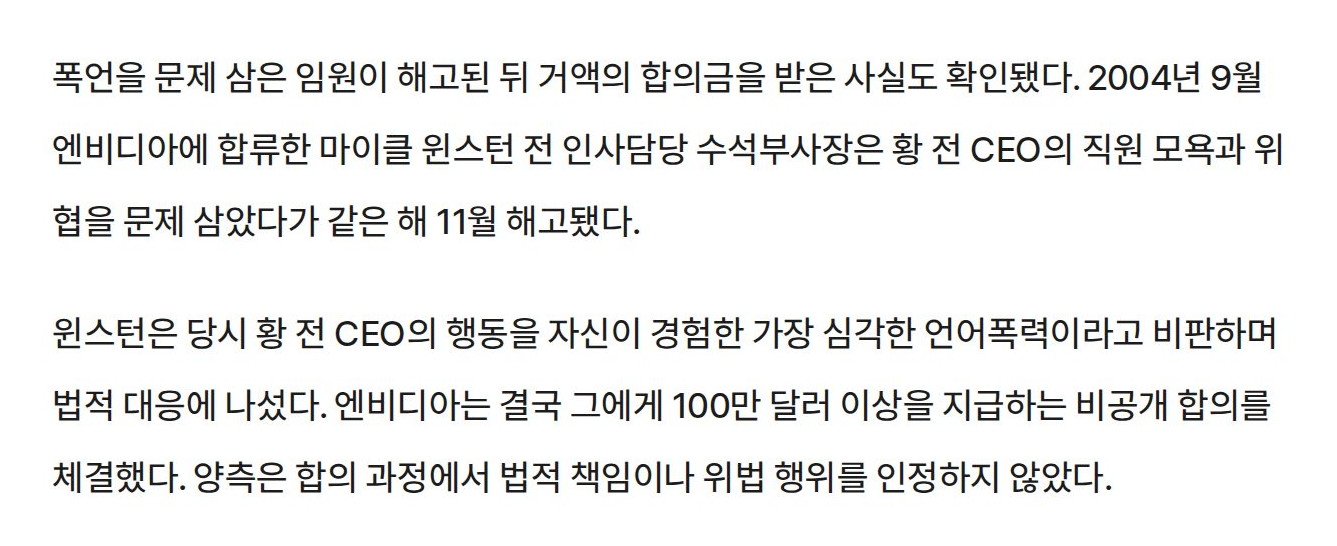 폭언을 문제 삼은 임원이 해고된 뒤 거액의 합의금을 받은 사실도 확인됐다. 2004년 9월
엔비디아에 합류한 마이클 윈스턴 전 인사담당 수석부사장은 황 전 CEO의 직원 모욕과 위
협을 문제 삼았다가 같은 해 11월 해고됐다.
윈스턴은 당시 황 전 CEO의 행동을 자신이 경험한 가장 심각한 언어폭력이라고 비판하며
법적 대응에 나섰다. 엔비디아는 결국 그에게 100만 달러 이상을 지급하는 비공개 합의를
체결했다. 양측은 합의 과정에서 법적 책임이나 위법 행위를 인정하지 않았다.